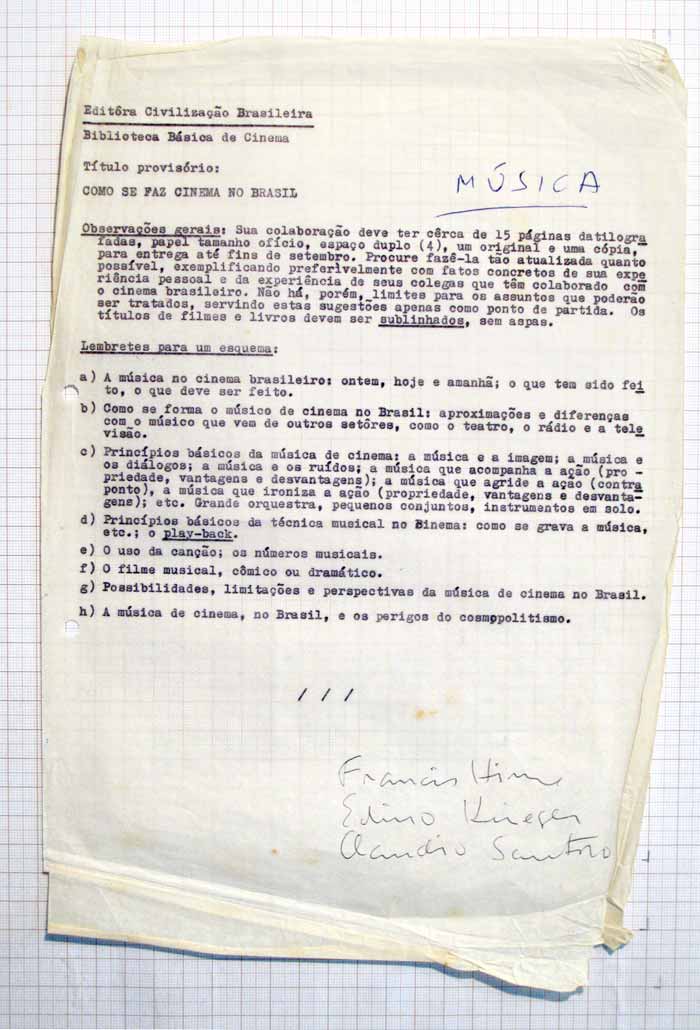 Editôra Civilização Brasileira
Biblioteca Básica de Cinema
Título provisório:
MÚSICA
COMO SE FAZ CINEMA NO BRASIL
Observações gerais: Sua colaboração deve ter cêrca de 15 páginas datilogra
fadas, papel tamanho ofício, espaço duplo (4), um original e uma cópia,
para entrega até fins de setembro. Procure fazê-la tão atualizada quanto
possível, exemplificando preferivelmente com fatos concretos de sua expe
riência pessoal e da experiência de seus colegas que têm colaborado com
o cinema brasileiro. Não há, porém, limites para os assuntos que poderão
ser tratados, servindo estas sugestões apenas como ponto de partida. Os
títulos de filmes e livros devem ser sublinhados, sem aspas.
Lembretes para um esquema:
a) A música no cinema brasileiro: ontem, hoje e amanhã; o que tem sido fei
to, o que deve ser feito.
b) Como se forma o músico de cinema no Brasil: aproximações e diferenças
com o músico que vem de outros setôres, como o teatro, o rádio e a tele
visão.
c) Princípios básicos da música de cinema: a música e a imagem; a música e
os diálogos; a música e os ruídos; a música que acompanha a ação (pro -
priedade, vantagens e desvantagens); a música que agride a ação (contra
ponto), a música que ironiza a ação (propriedade, vantagens e desvanta-
gens); etc. Grande orquestra, pequenos conjuntos, instrumentos em solo.
d) Princípios básicos da técnica musical no Binema: como se grava a música,
etc.; o play-back.
e) O uso da canção; os números musicais.
f) O filme musical, cômico ou dramático.
g) Possibilidades, limitações e perspectivas da música de cinema no Brasil.
h) A música de cinema, no Brasil, e os perigos do cosmopolitismo.
/ / /
Francis Hime
Edino Krieger
Claudio Santoro